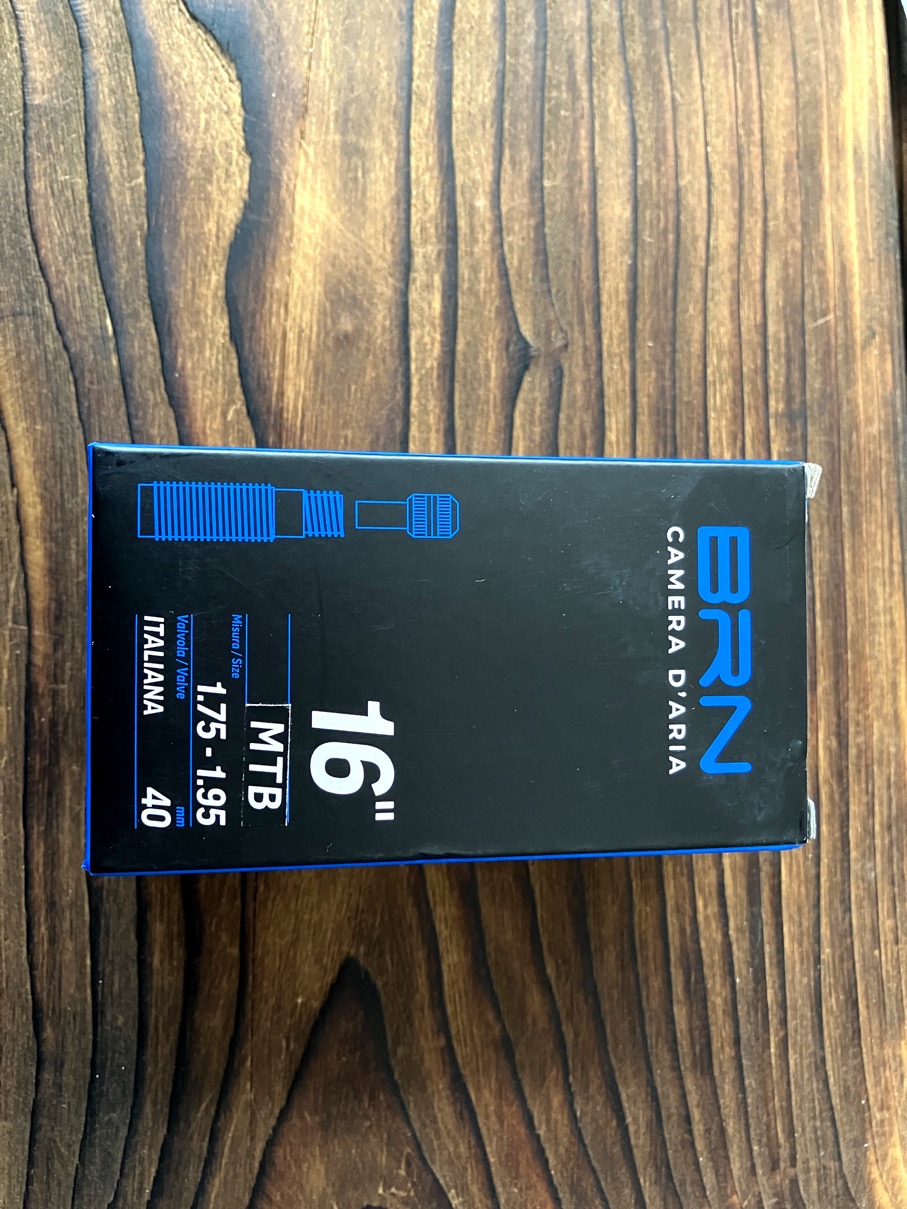 BRN
CAMERA D'ARIA
16"
MTB
Misura / Size
1.75 - 1.95
Valvola / Valve mm
ITALIANA 40